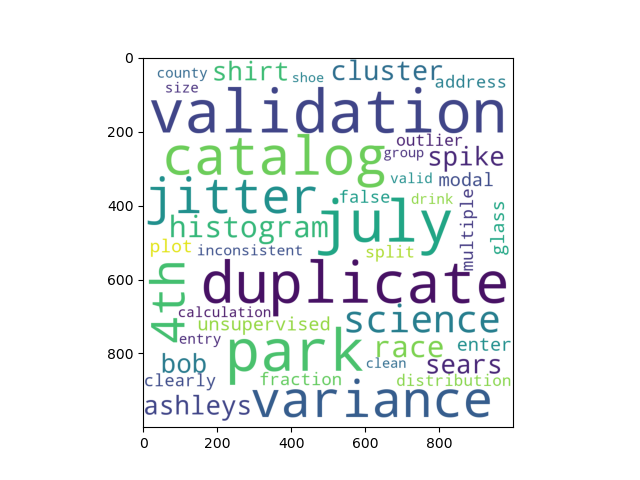 0
county shirt shoe cluster
size address
validation
200
outlier
catalog group spike
valid modal
jitter false drink
400
histogram july multiple glass
plot inconsistent split
600
4th duplicate
calculation
unsupervised science
entry
800
park race enter
bob clean sears
clearly fraction distribution
ashleys variance
0 200 400 600 800